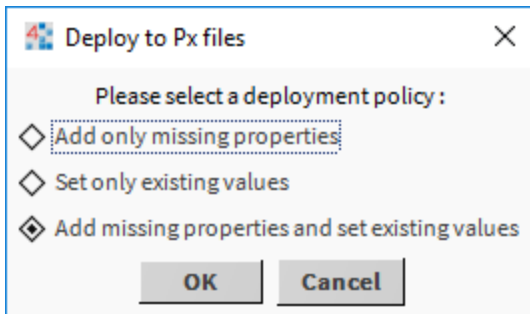 Deploy to Px files
Please select a deployment policy :
Add only missing properties
Set only existing values
Add missing properties and set existing values
OK Cancel